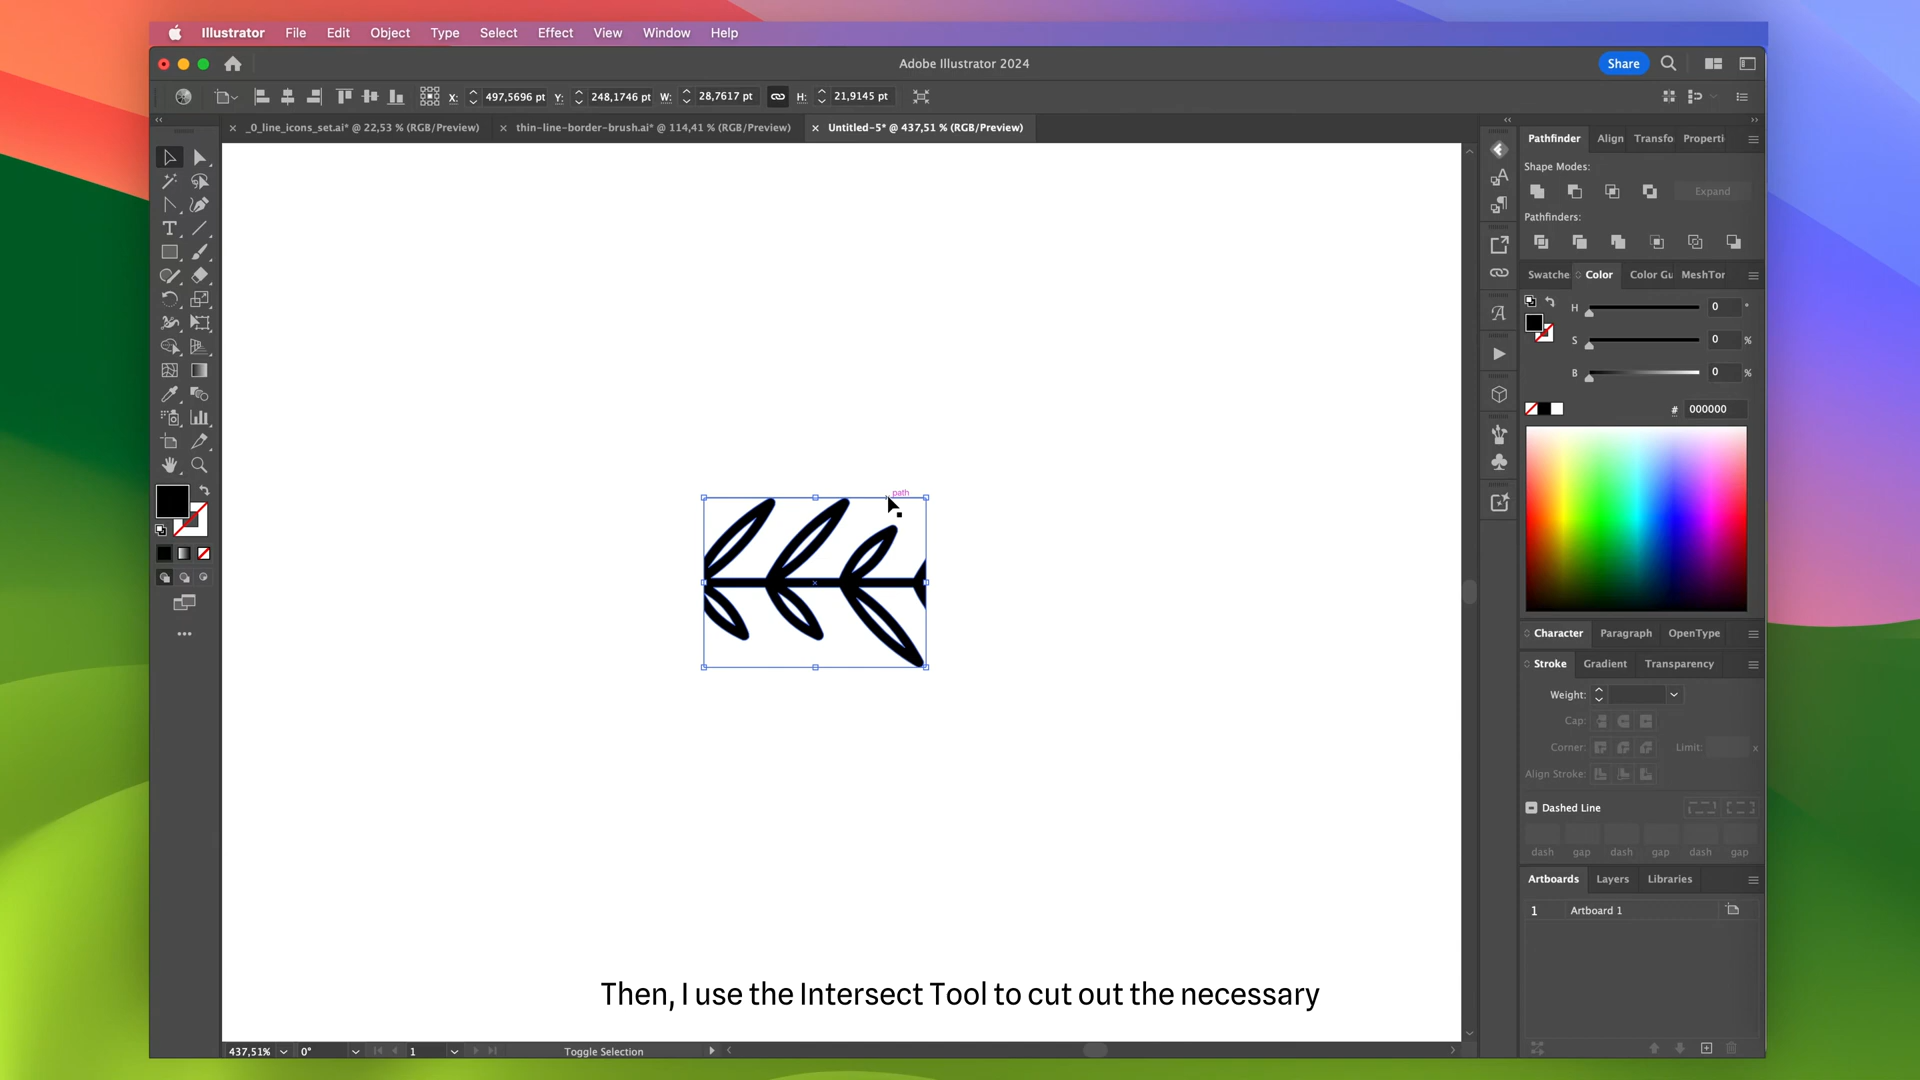 Illustrator File Edit Object Type Select Effect View Window Help
Adobe Illustrator 2024
Share
X: 497,5696 pt Y: 248,1746 pt W: 28,7617 pt H: 21,9145 pt
_0_line_icons_set.ai* @ 22,53 % (RGB/Preview) thin-line-border-brush.ai* @ 114,41 % (RGB/Preview) Untitled-5* @ 437,51 % (RGB/Preview)
Pathfinder Align Transfo Properti
Shape Modes:
Expand
Pathfinders:
Swatche Color Color Gu MeshTor
H 0 °
S 0 %
B 0 %
# 000000
path
Character Paragraph OpenType
Stroke Gradient Transparency
Weight:
Cap:
Corner: Limit: x
Align Stroke:
Dashed Line
dash gap dash gap dash gap
Artboards Layers Libraries
1 Artboard 1
Then, I use the Intersect Tool to cut out the necessary
437,51% 0° 1 Toggle Selection